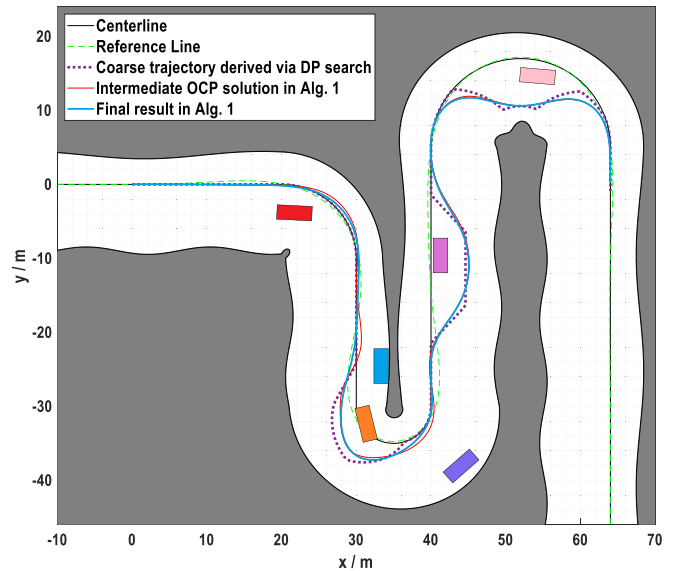 Centerline
Reference Line
Coarse trajectory derived via DP search
Intermediate OCP solution in Alg. 1
Final result in Alg. 1
20
10
0
-10
-20
-30
-40
y / m
-10 0 10 20 30 40 50 60 70
x / m